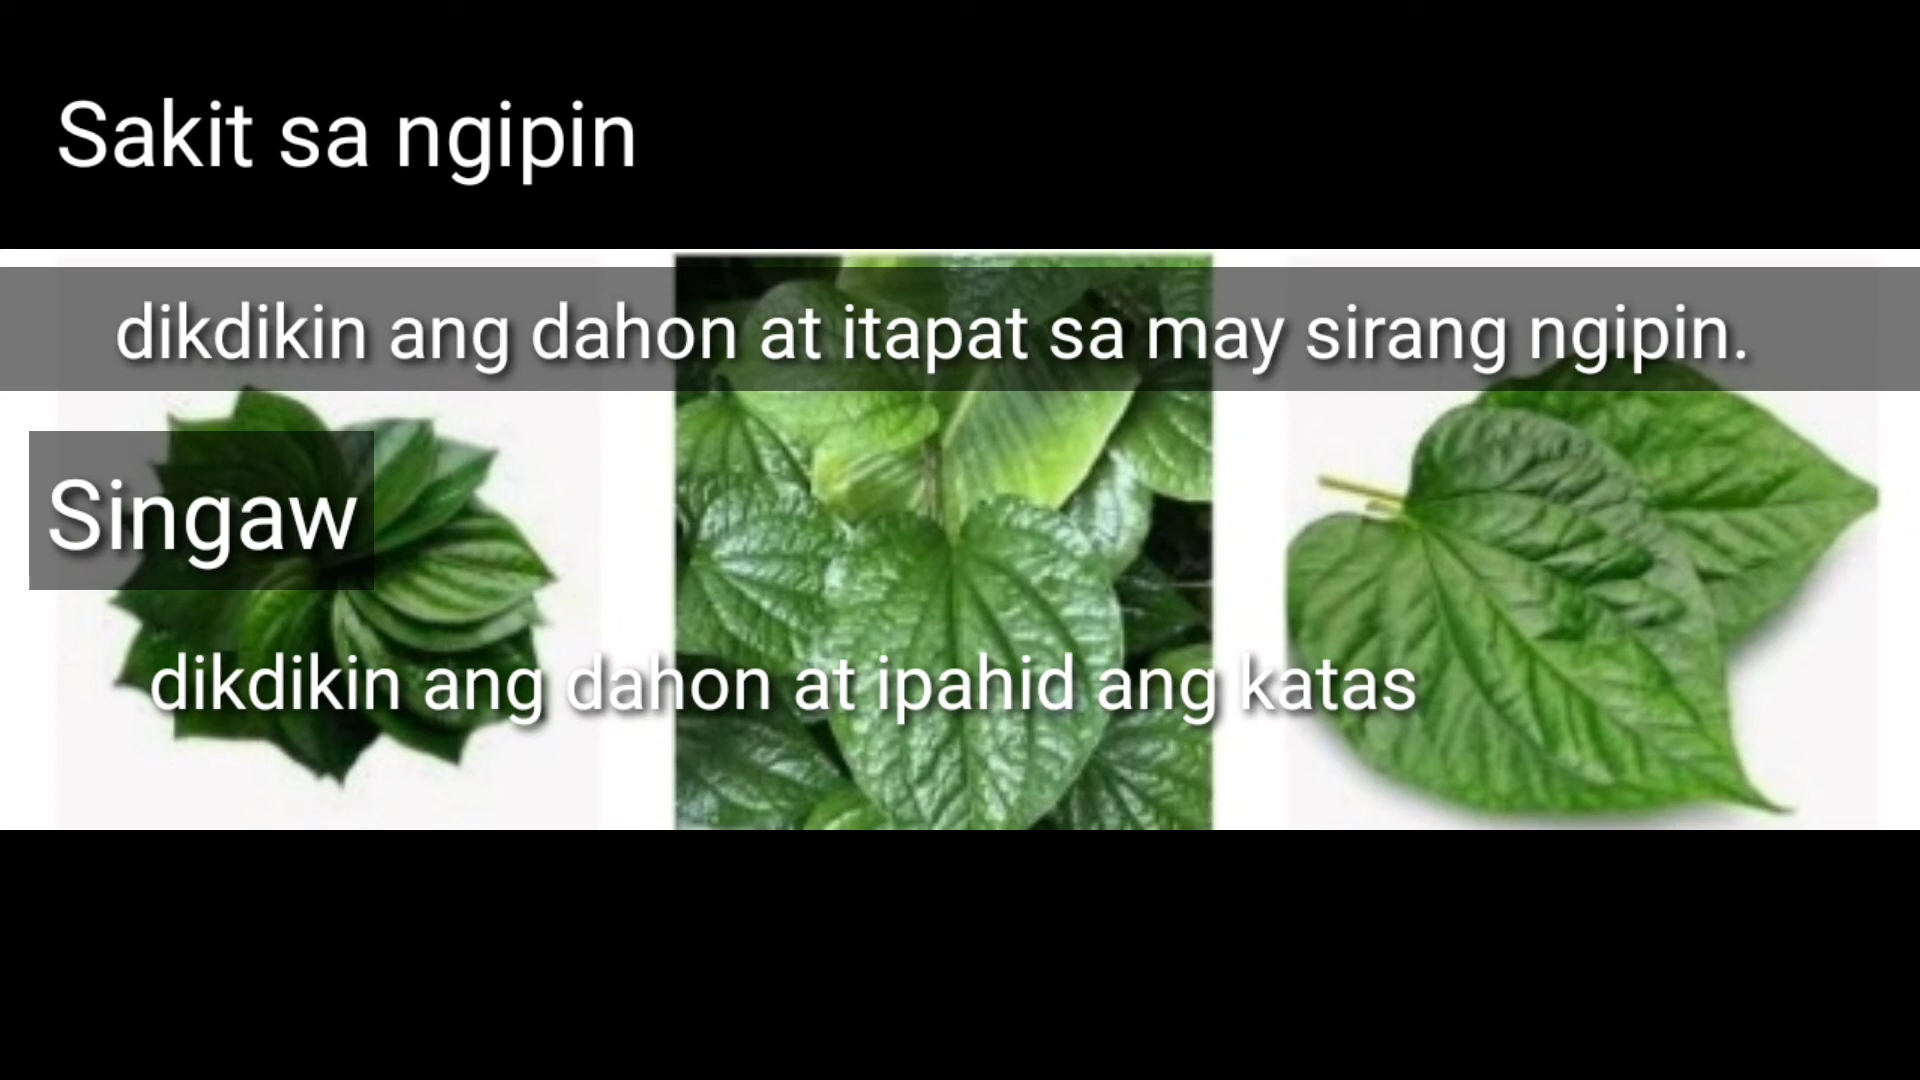 Sakit sa ngipin
dikdikin ang dahon at itapat sa may sirang ngipin.
Singaw
dikdikin ang dahon at ipahid ang katas